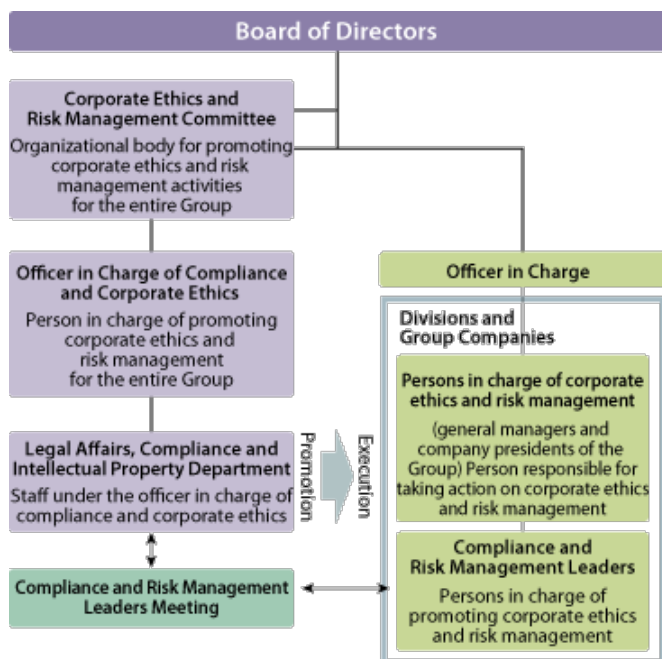 Board of Directors
Corporate Ethics and
Risk Management Committee
Organizational body for promoting
corporate ethics and risk
management activities
for the entire Group
Officer in Charge of Compliance
and Corporate Ethics
Person in charge of promoting
corporate ethics and
risk management
for the entire Group
Legal Affairs, Compliance and
Intellectual Property Department
Staff under the officer in charge of
compliance and corporate ethics
Compliance and Risk Management
Leaders Meeting
Promotion
Execution
Officer in Charge
Divisions and
Group Companies
Persons in charge of corporate
ethics and risk management
(general managers and
company presidents of the
Group) Person responsible for
taking action on corporate ethics
and risk management
Compliance and
Risk Management Leaders
Persons in charge of
promoting corporate ethics
and risk management